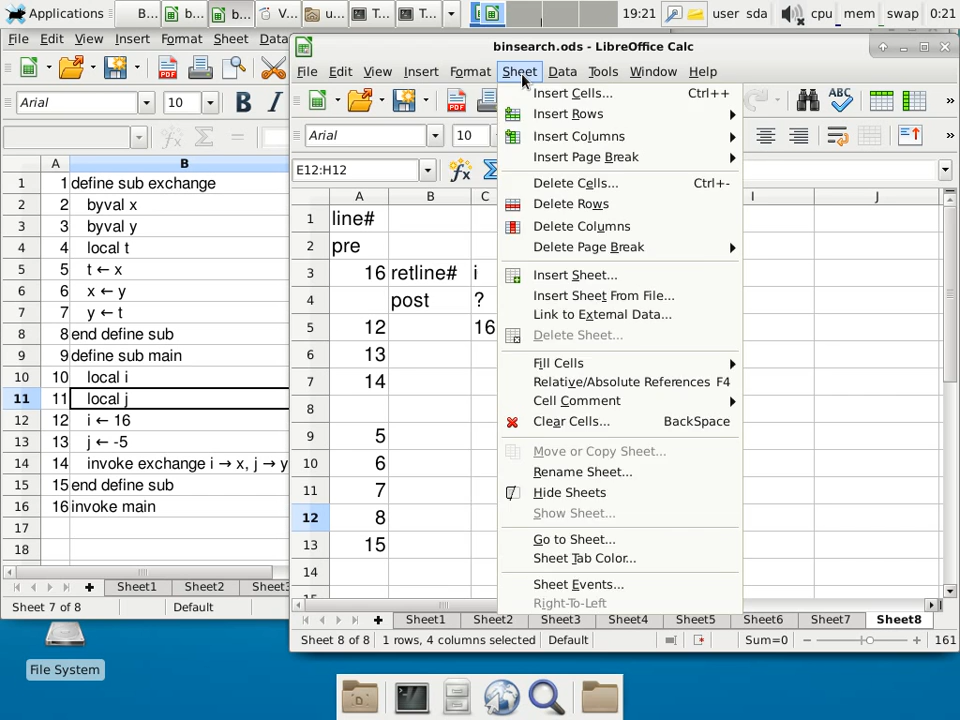 B...
b...
b...
V...
u...
T...
T...
19:21
user
sda
cpu
mem
swap
0:21
File Edit View Insert Format Sheet Data
Arial 10 B I
A B
1 1 define sub exchange
2 2 byval x
3 3 byval y
4 4 local t
5 5 t ← x
6 6 x ← y
7 7 y ← t
8 8 end define sub
9 9 define sub main
10 10 local i
11 11 local j
12 12 i ← 16
13 13 j ← -5
14 14 invoke exchange i → x, j → y
15 15 end define sub
16 16 invoke main
17
18
Sheet1 Sheet2 Sheet3
Sheet 7 of 8 Default
File System
binsearch.ods - LibreOffice Calc
File Edit View Insert Format Sheet Data Tools Window Help
Arial 10
E12:H12
A B C I J
1 line#
2 pre
3 16 retline# i
4 post ?
5 12 16
6 13
7 14
8
9 5
10 6
11 7
12 8
13 15
14
Insert Cells... Ctrl++
Insert Rows
Insert Columns
Insert Page Break
Delete Cells... Ctrl+-
Delete Rows
Delete Columns
Delete Page Break
Insert Sheet...
Insert Sheet From File...
Link to External Data...
Delete Sheet...
Fill Cells
Relative/Absolute References F4
Cell Comment
Clear Cells... BackSpace
Move or Copy Sheet...
Rename Sheet...
Hide Sheets
Show Sheet...
Go to Sheet...
Sheet Tab Color...
Sheet Events...
Right-To-Left
Sheet1 Sheet2 Sheet3 Sheet4 Sheet5 Sheet6 Sheet7 Sheet8
Sheet 8 of 8 1 rows, 4 columns selected Default Sum=0 161